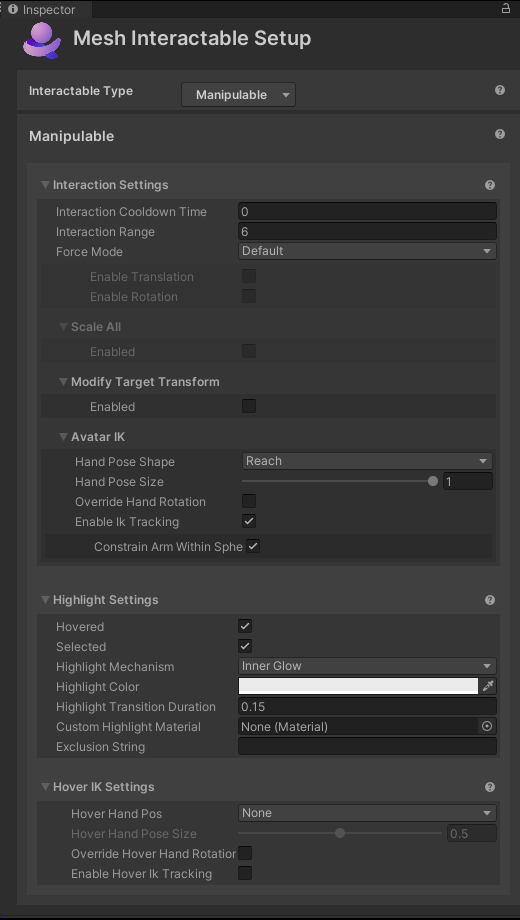 Inspector
Mesh Interactable Setup
Interactable Type Manipulable
Manipulable
Interaction Settings
Interaction Cooldown Time 0
Interaction Range 6
Force Mode Default
Enable Translation
Enable Rotation
Scale All
Enabled
Modify Target Transform
Enabled
Avatar IK
Hand Pose Shape Reach
Hand Pose Size 1
Override Hand Rotation
Enable Ik Tracking
Constrain Arm Within Sphe
Highlight Settings
Hovered
Selected
Highlight Mechanism Inner Glow
Highlight Color
Highlight Transition Duration 0.15
Custom Highlight Material None (Material)
Exclusion String
Hover IK Settings
Hover Hand Pos None
Hover Hand Pose Size 0.5
Override Hover Hand Rotation
Enable Hover Ik Tracking